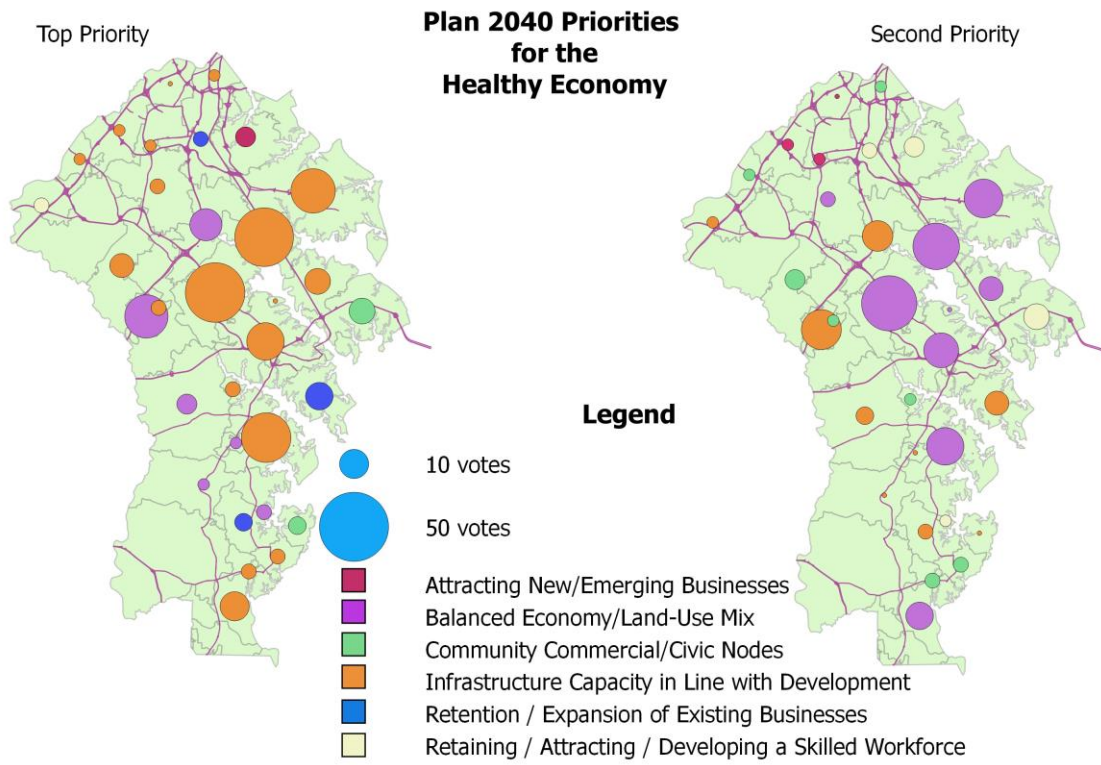 Plan 2040 Priorities
for the
Healthy Economy
Top Priority
Second Priority
Legend
10 votes
50 votes
Attracting New/Emerging Businesses
Balanced Economy/Land-Use Mix
Community Commercial/Civic Nodes
Infrastructure Capacity in Line with Development
Retention / Expansion of Existing Businesses
Retaining / Attracting / Developing a Skilled Workforce